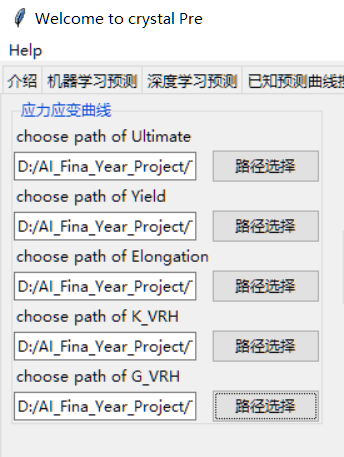 Welcome to crystal Pre
Help
介绍 机器学习预测 深度学习预测 已知预测曲线
应力应变曲线
choose path of Ultimate
D:/AI_Fina_Year_Project/ 路径选择
choose path of Yield
D:/AI_Fina_Year_Project/ 路径选择
choose path of Elongation
D:/AI_Fina_Year_Project/ 路径选择
choose path of K_VRH
D:/AI_Fina_Year_Project/ 路径选择
choose path of G_VRH
D:/AI_Fina_Year_Project/ 路径选择